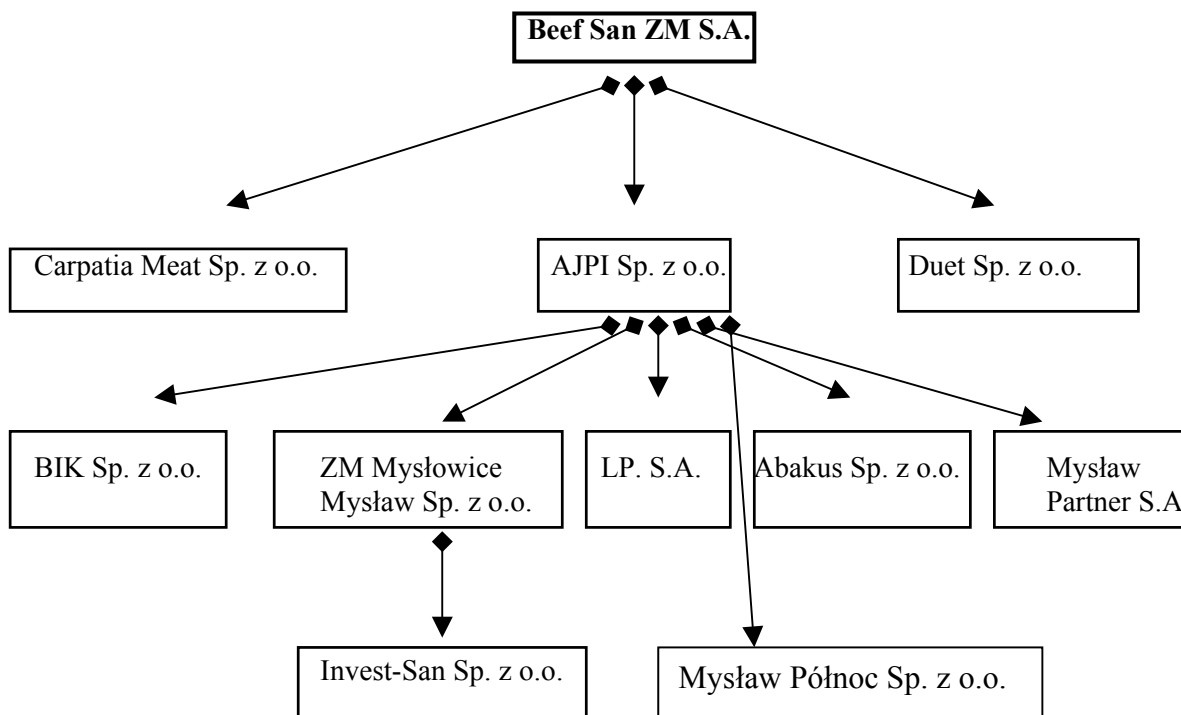 Beef San ZM S.A.
Carpatia Meat Sp. z o.o.
AJPI Sp. z o.o.
Duet Sp. z o.o.
BIK Sp. z o.o.
ZM Mysłowice
Mysław Sp. z o.o.
LP. S.A.
Abakus Sp. z o.o.
Mysław
Partner S.A
Invest-San Sp. z o.o.
Mysław Północ Sp. z o.o.